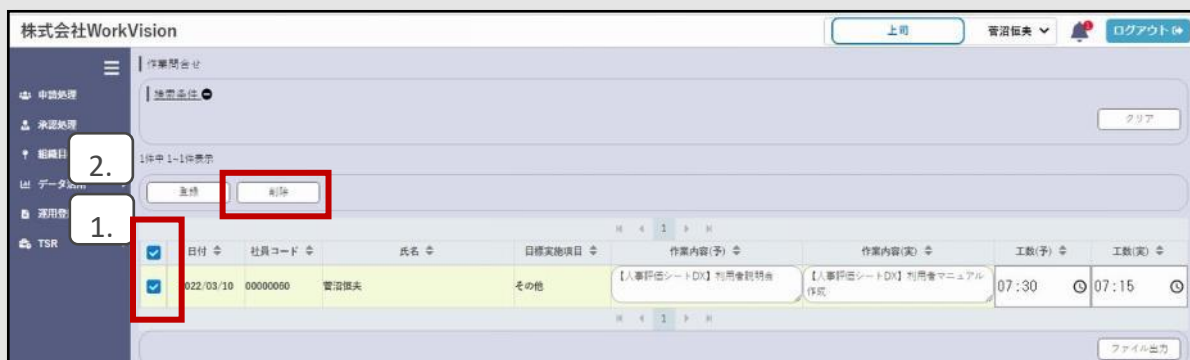 株式会社WorkVision
上司
菅沼恒夫
ログアウト
作業問合せ
検索条件
クリア
申請処理
承認処理
組織目
データ活用
運用登
TSR
2.
1.
1件中 1~1件表示
登録
削除
1
日付
社員コード
氏名
目標実施項目
作業内容(予)
作業内容(実)
工数(予)
工数(実)
022/03/10
00000060
菅沼恒夫
その他
【人事評価シートDX】利用者説明会
【人事評価シートDX】利用者マニュアル
作成
07:30
07:15
1
ファイル出力